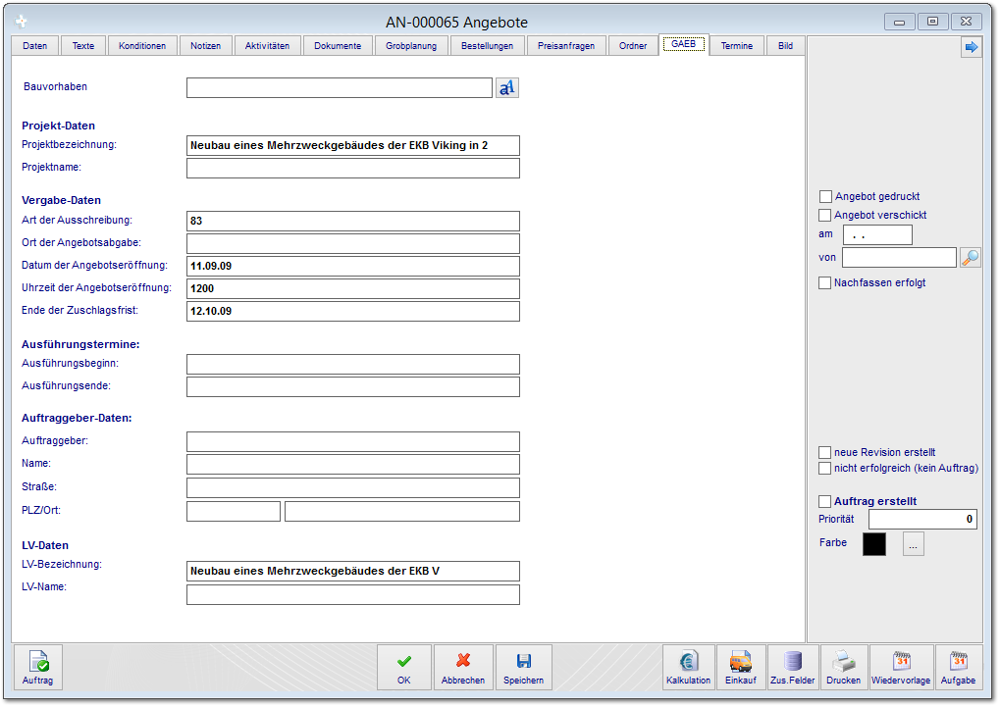 AN-000065 Angebote
Daten Texte Konditionen Notizen Aktivitäten Dokumente Grobplanung Bestellungen Preisanfragen Ordner GAEB Termine Bild
Bauvorhaben
aA
Projekt-Daten
Projektbezeichnung: Neubau eines Mehrzweckgebäudes der EKB Viking in 2
Projektname:
Vergabe-Daten
Art der Ausschreibung: 83
Ort der Angebotsabgabe:
Datum der Angebotseröffnung: 11.09.09
Uhrzeit der Angebotseröffnung: 1200
Ende der Zuschlagsfrist: 12.10.09
Ausführungstermine:
Ausführungsbeginn:
Ausführungsende:
Auftraggeber-Daten:
Auftraggeber:
Name:
Straße:
PLZ/Ort:
LV-Daten
LV-Bezeichnung: Neubau eines Mehrzweckgebäudes der EKB V
LV-Name:
Angebot gedruckt
Angebot verschickt
am . .
von
Nachfassen erfolgt
neue Revision erstellt
nicht erfolgreich (kein Auftrag)
Auftrag erstellt
Priorität 0
Farbe ...
Auftrag OK Abbrechen Speichern Kalkulation Einkauf Zus.Felder Drucken 31 Wiedervorlage 31 Aufgabe